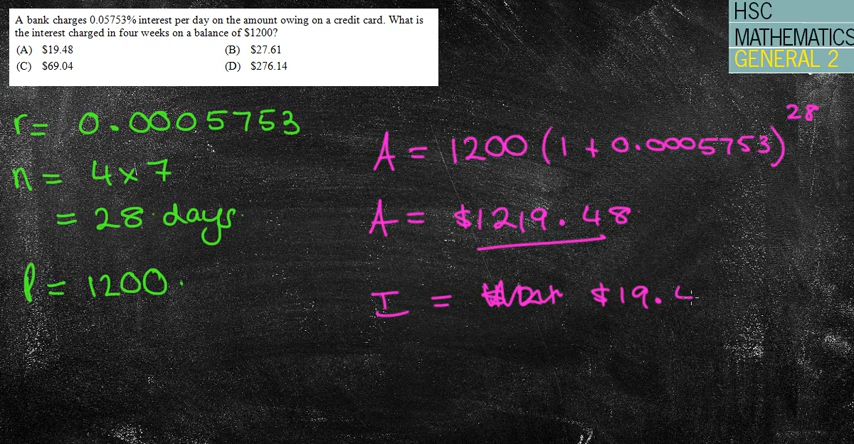 A bank charges 0.05753% interest per day on the amount owing on a credit card. What is
the interest charged in four weeks on a balance of $1200?
(A) $19.48
(B) $27.61
(C) $69.04
(D) $276.14
HSC
MATHEMATICS
GENERAL 2
r = 0.0005753
n = 4 x 7
= 28 days.
P = 1200.
A = 1200 (1 + 0.0005753)^28
A = $1219.48
I = $19.4